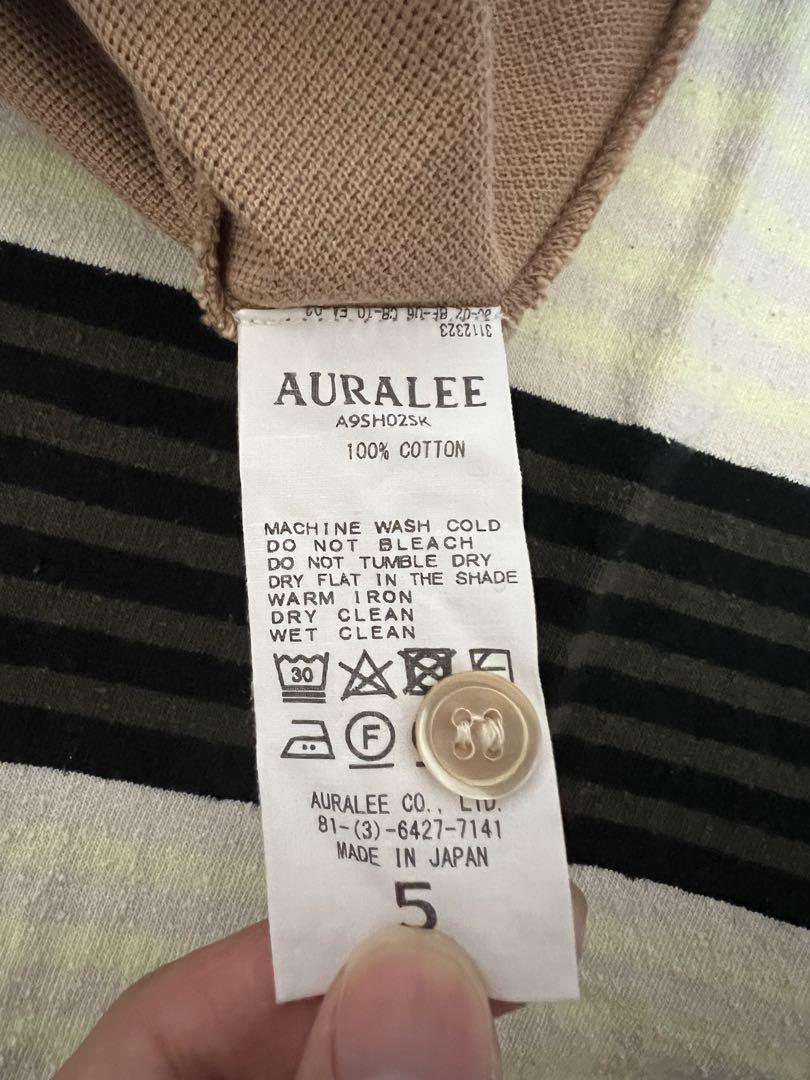 3112323
AURALEE
A9SH02SK
100% COTTON
MACHINE WASH COLD
DO NOT BLEACH
DO NOT TUMBLE DRY
DRY FLAT IN THE SHADE
WARM IRON
DRY CLEAN
WET CLEAN
30
F
AURALEE CO., LTD.
81-(3)-6427-7141
MADE IN JAPAN
5